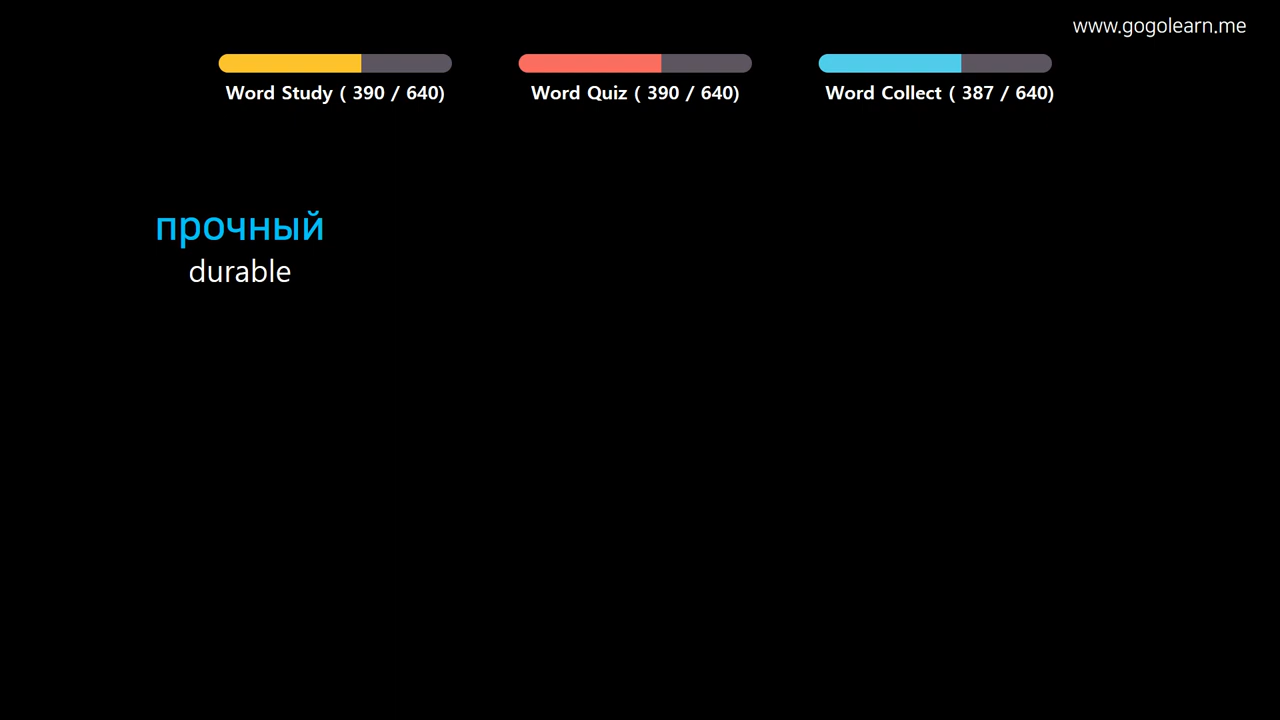 www.gogolearn.me
Word Study ( 390 / 640)
Word Quiz ( 390 / 640)
Word Collect ( 387 / 640)
прочный
durable